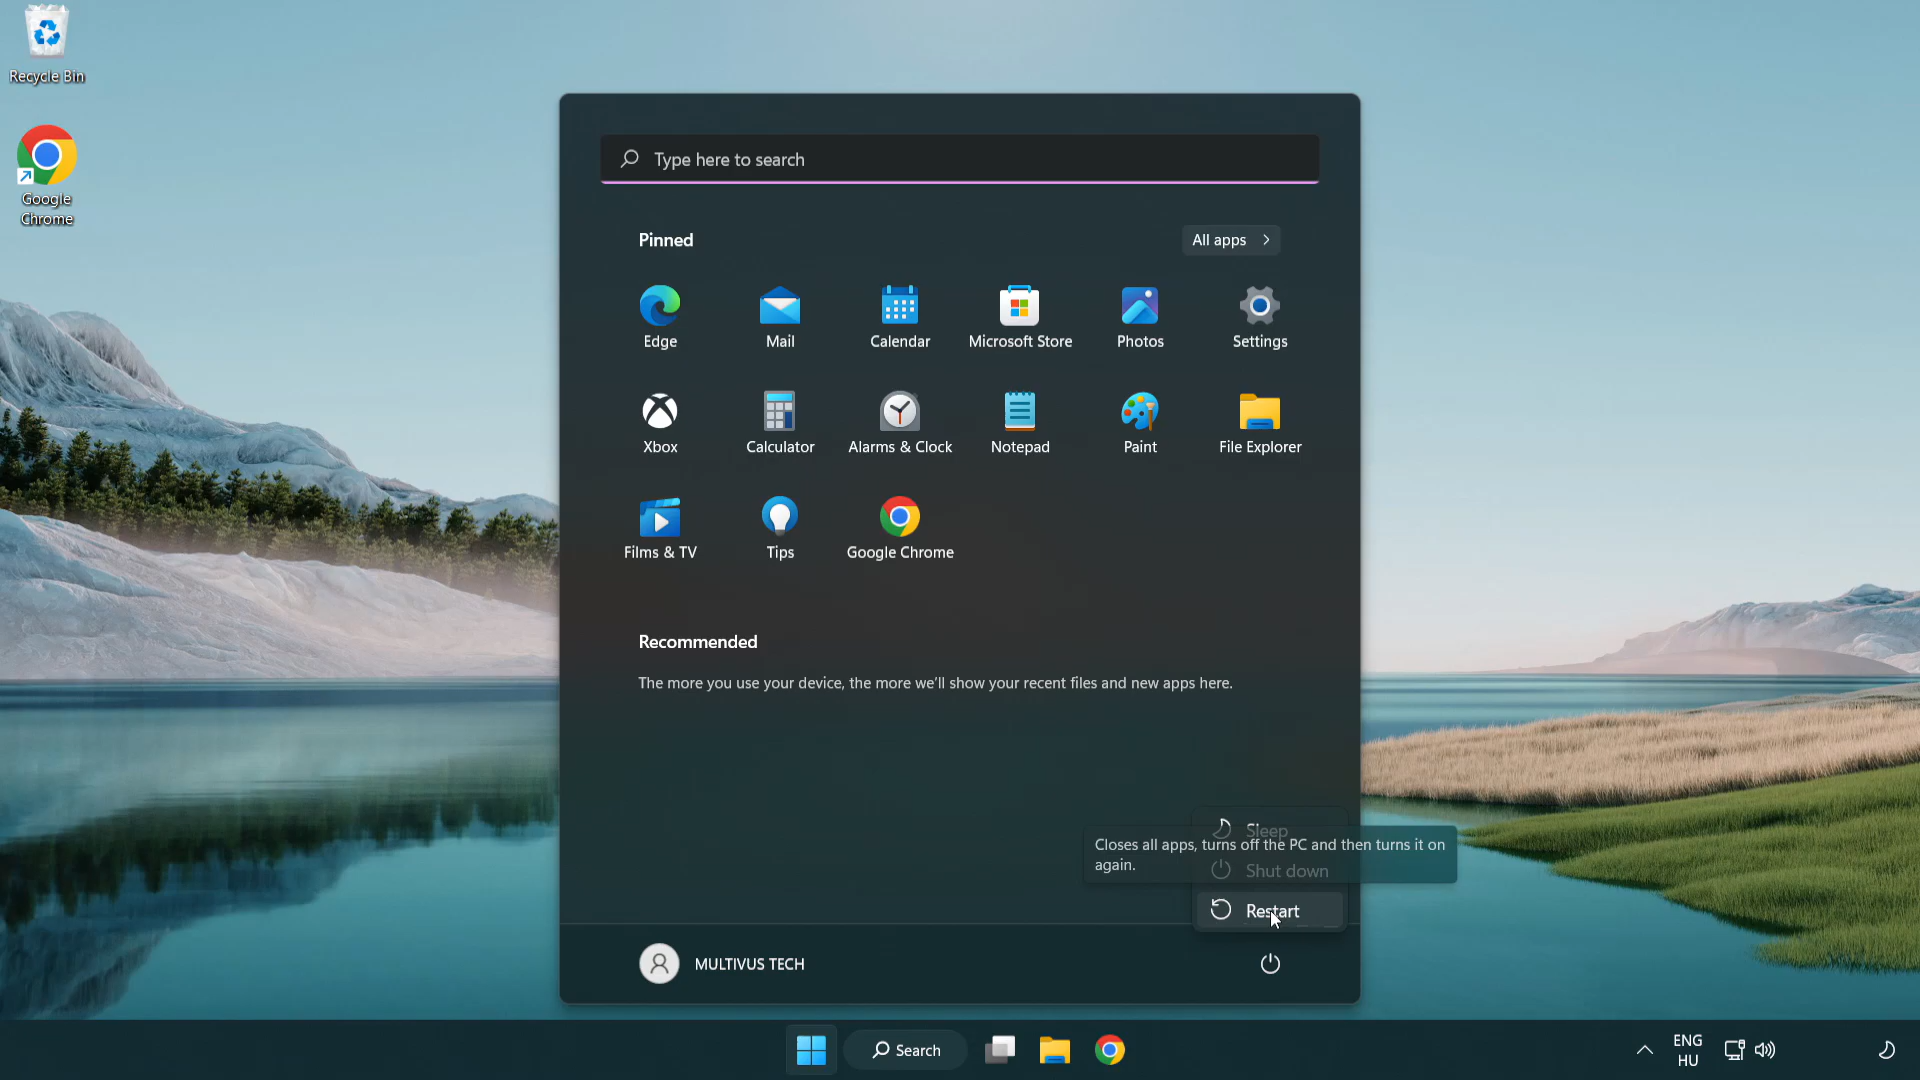 Recycle Bin
Google
Chrome
Type here to search
Pinned
All apps
Edge
Mail
Calendar
Microsoft Store
Photos
Settings
Xbox
Calculator
Alarms & Clock
Notepad
Paint
File Explorer
Films & TV
Tips
Google Chrome
Recommended
The more you use your device, the more we'll show your recent files and new apps here.
Sleep
Closes all apps, turns off the PC and then turns it on
again.
Shut down
Restart
MULTIVUS TECH
Search
ENG
HU